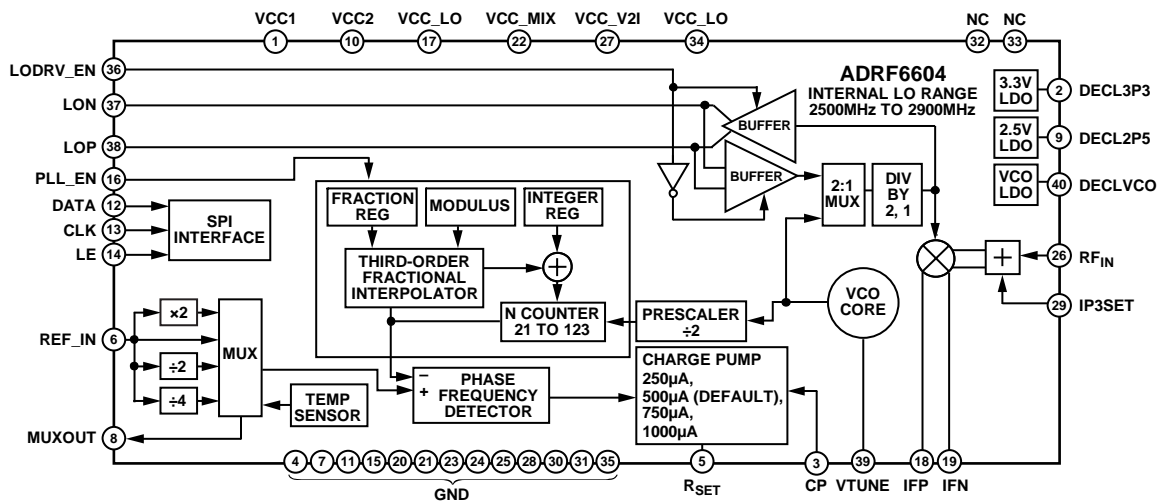 VCC1 VCC2 VCC_LO VCC_MIX VCC_V2I VCC_LO NC NC
1 10 17 22 27 34 32 33
LODRV_EN 36
LON 37
LOP 38
PLL_EN 16
DATA 12
CLK 13
LE 14
SPI
INTERFACE
REF_IN 6
×2
÷2
÷4
MUX
TEMP
SENSOR
MUXOUT 8
FRACTION
REG
MODULUS
INTEGER
REG
THIRD-ORDER
FRACTIONAL
INTERPOLATOR
+
N COUNTER
21 TO 123
PRESCALER
÷2
−
+
PHASE
FREQUENCY
DETECTOR
CHARGE PUMP
250µA,
500µA (DEFAULT),
750µA,
1000µA
BUFFER
BUFFER
2:1
MUX
DIV
BY
2, 1
VCO
CORE
ADRF6604
INTERNAL LO RANGE
2500MHz TO 2900MHz
3.3V
LDO
2 DECL3P3
2.5V
LDO
9 DECL2P5
VCO
LDO
40 DECLVCO
+
26 RFIN
29 IP3SET
4 7 11 15 20 21 23 24 25 28 30 31 35
GND
5 3 39 18 19
RSET CP VTUNE IFP IFN